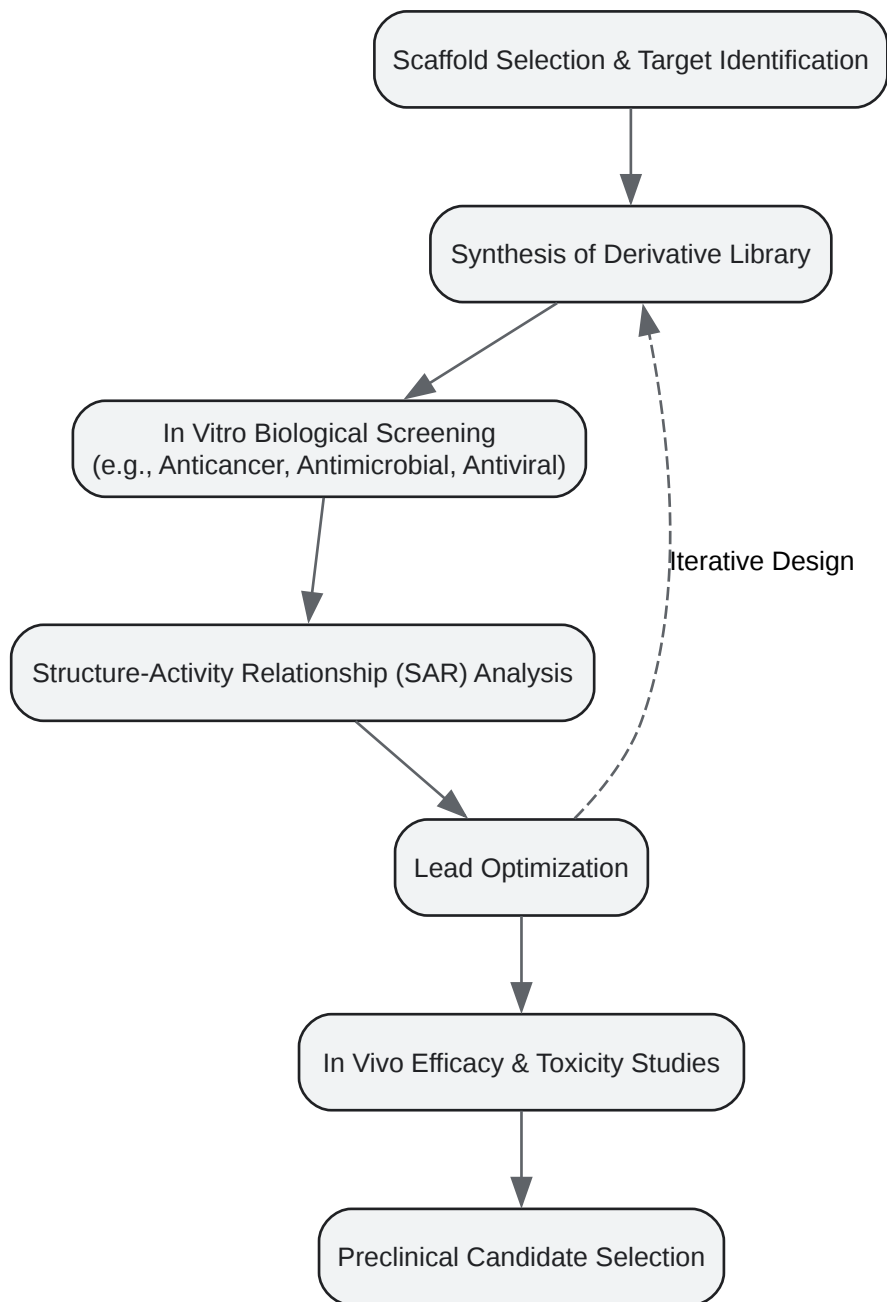 Scaffold Selection & Target Identification
Synthesis of Derivative Library
In Vitro Biological Screening
(e.g., Anticancer, Antimicrobial, Antiviral)
Iterative Design
Structure-Activity Relationship (SAR) Analysis
Lead Optimization
In Vivo Efficacy & Toxicity Studies
Preclinical Candidate Selection